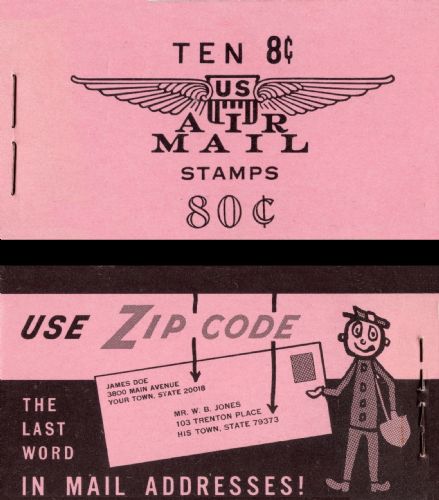 TEN 8¢
US
AIR
MAIL
STAMPS
80¢
USE ZIP CODE
JAMES DOE
3800 MAIN AVENUE
YOUR TOWN, STATE 20018
MR. W. B. JONES
103 TRENTON PLACE
HIS TOWN, STATE 79373
THE
LAST
WORD
IN MAIL ADDRESSES!